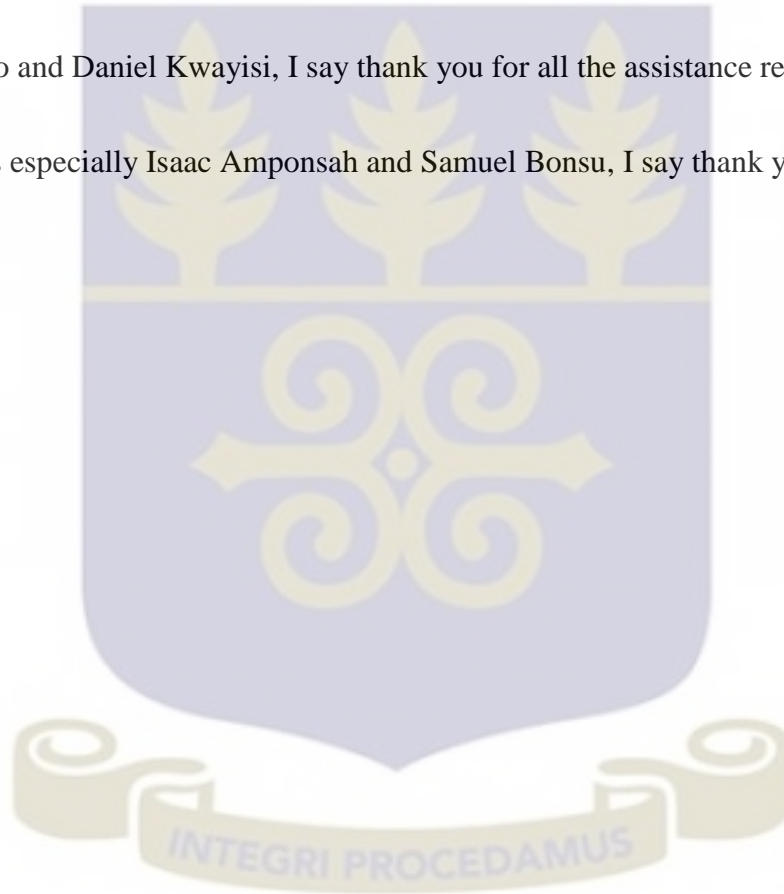 and Daniel Kwayisi, I say thank you for all the assistance re
especially Isaac Amponsah and Samuel Bonsu, I say thank y
INTEGRI PROCEDAMUS